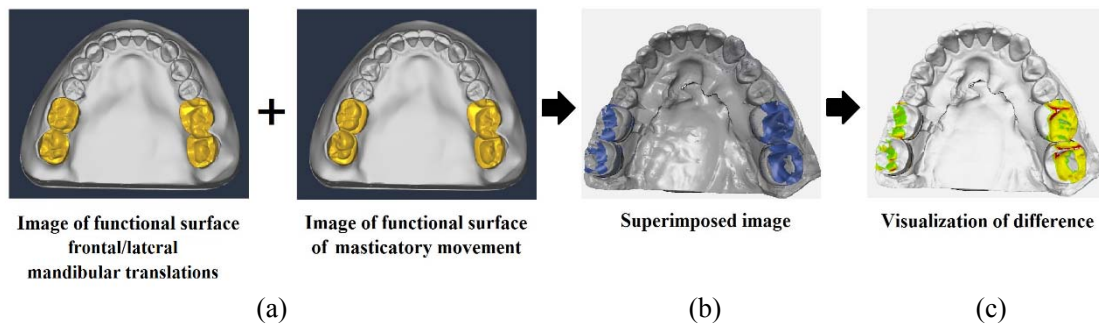 Image of functional surface
frontal/lateral
mandibular translations
Image of functional surface
of masticatory movement
Superimposed image
Visualization of difference
(a)
(b)
(c)